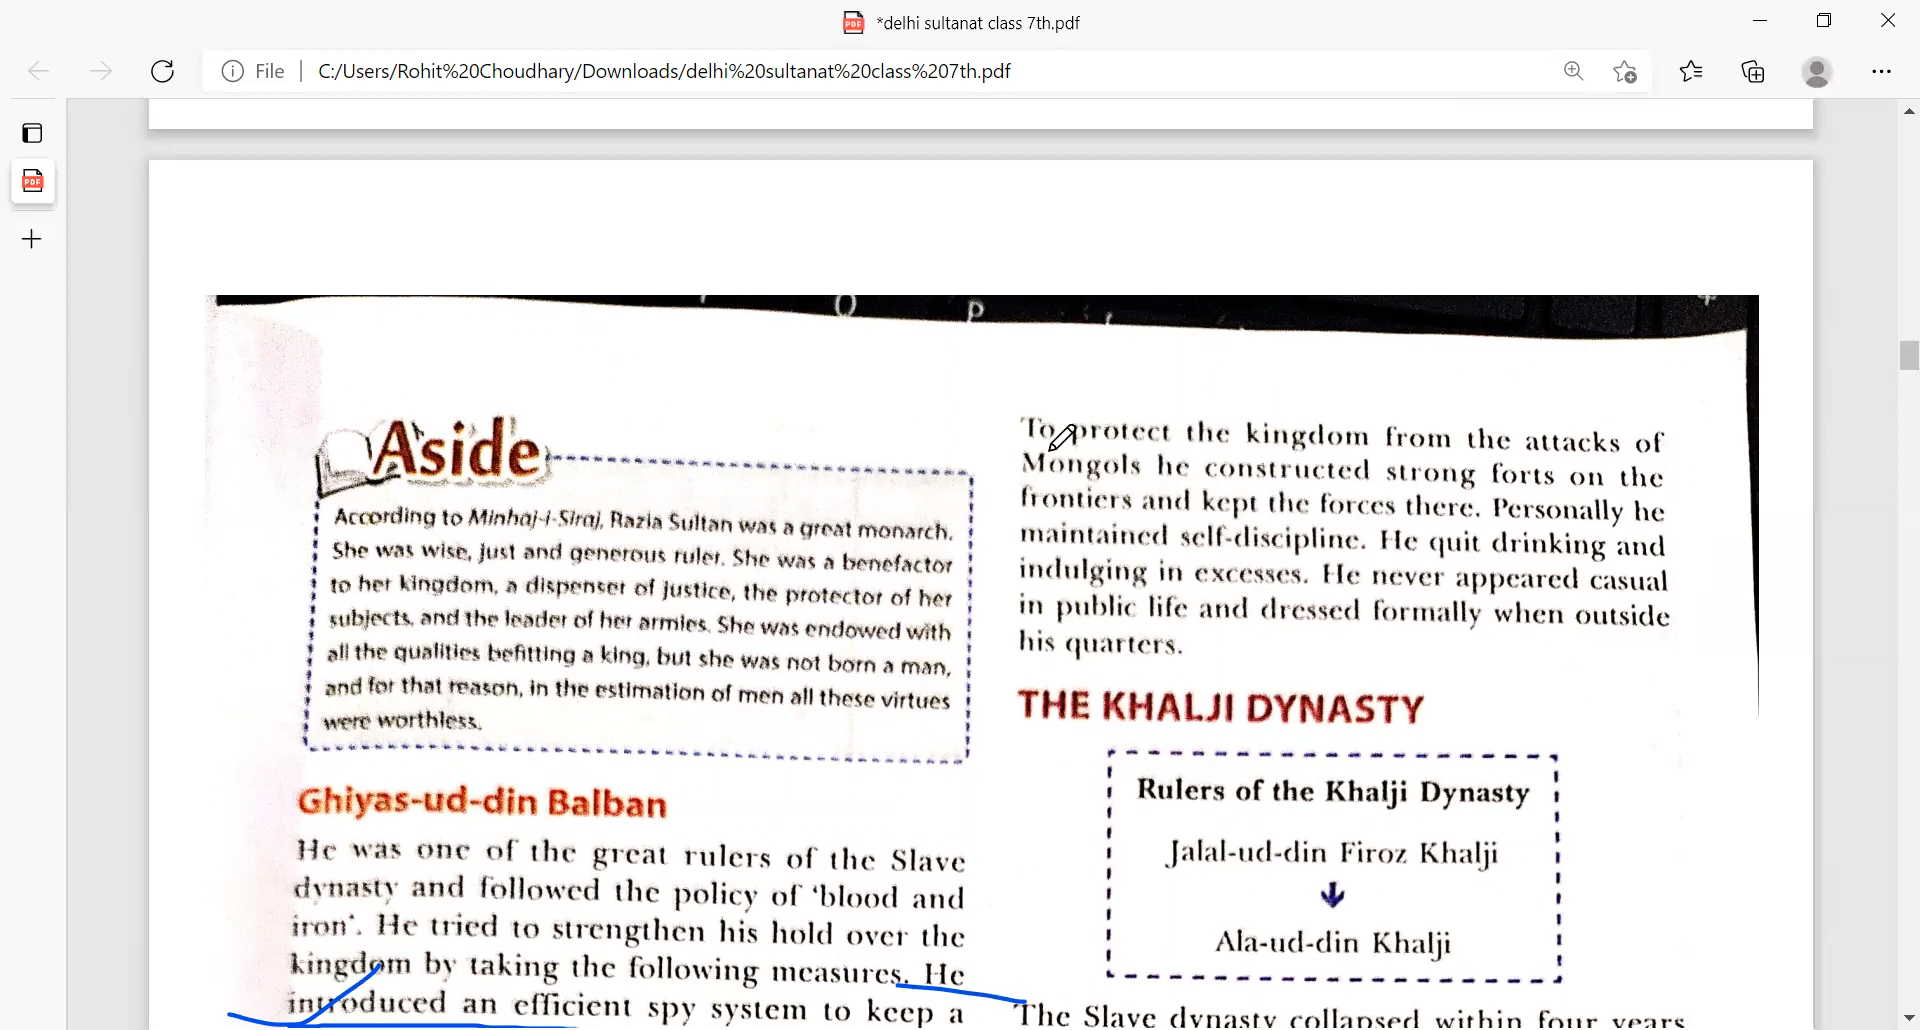 *delhi sultanat class 7th.pdf
File | C:/Users/Rohit%20Choudhary/Downloads/delhi%20sultanat%20class%207th.pdf
PDF
O P
Aside
According to Minhaj-i-Siraj, Razia Sultan was a great monarch.
She was wise, just and generous ruler. She was a benefactor
to her kingdom, a dispenser of justice, the protector of her
subjects, and the leader of her armies. She was endowed with
all the qualities befitting a king, but she was not born a man,
and for that reason, in the estimation of men all these virtues
were worthless.
Ghiyas-ud-din Balban
He was one of the great rulers of the Slave
dynasty and followed the policy of 'blood and
iron'. He tried to strengthen his hold over the
kingdom by taking the following measures. He
introduced an efficient spy system to keep a
To protect the kingdom from the attacks of
Mongols he constructed strong forts on the
frontiers and kept the forces there. Personally he
maintained self-discipline. He quit drinking and
indulging in excesses. He never appeared casual
in public life and dressed formally when outside
his quarters.
THE KHALJI DYNASTY
Rulers of the Khalji Dynasty
Jalal-ud-din Firoz Khalji
Ala-ud-din Khalji
The Slave dynasty collapsed within four years